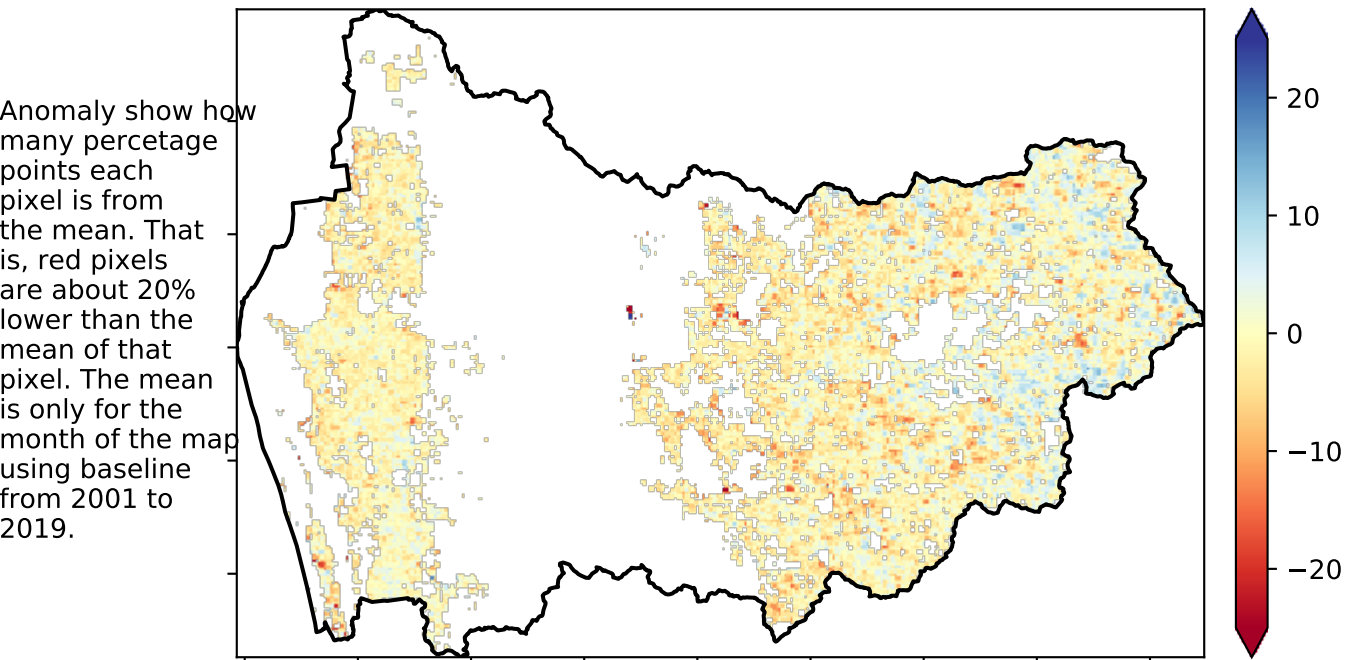 Anomaly show how
many percetage
points each
pixel is from
the mean. That
is, red pixels
are about 20%
lower than the
mean of that
pixel. The mean
is only for the
month of the map
using baseline
from 2001 to
2019.
20
10
0
−10
−20